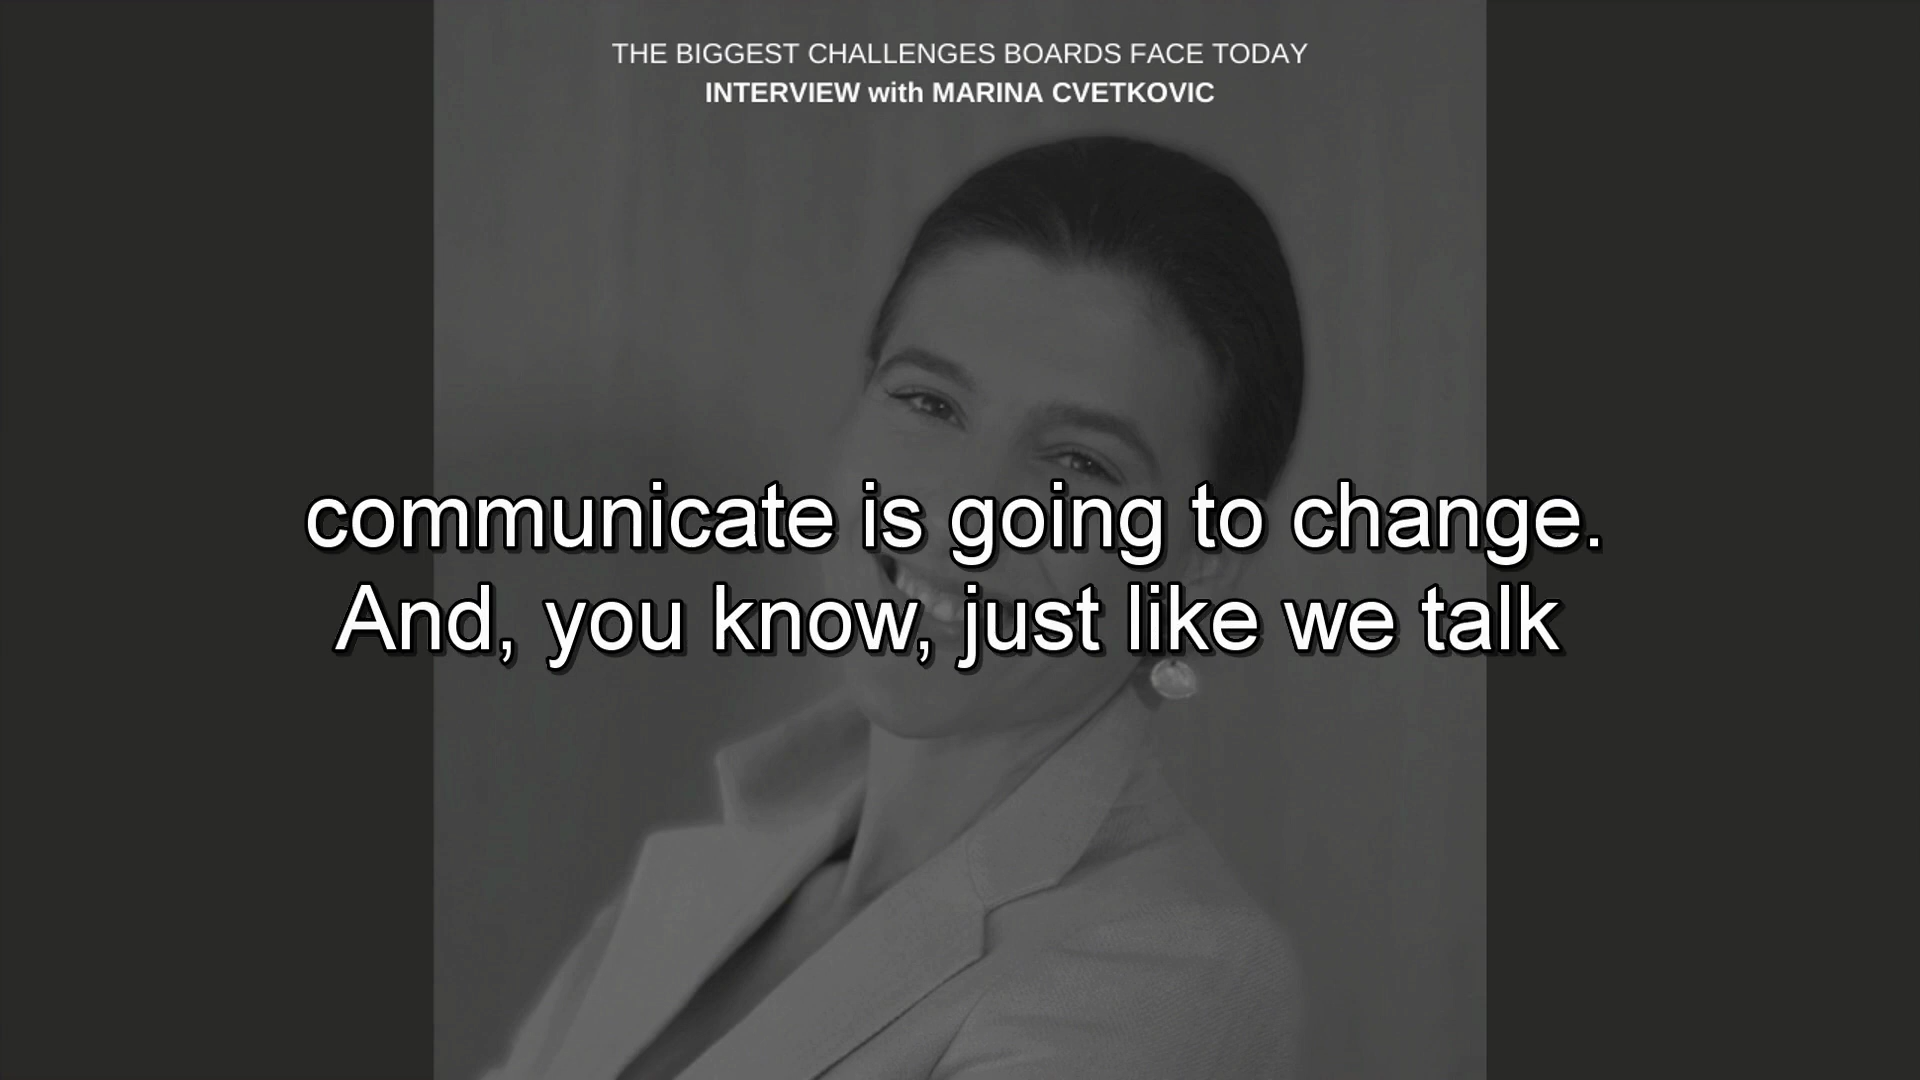 THE BIGGEST CHALLENGES BOARDS FACE TODAY
INTERVIEW with MARINA CVETKOVIC
communicate is going to change.
And, you know, just like we talk